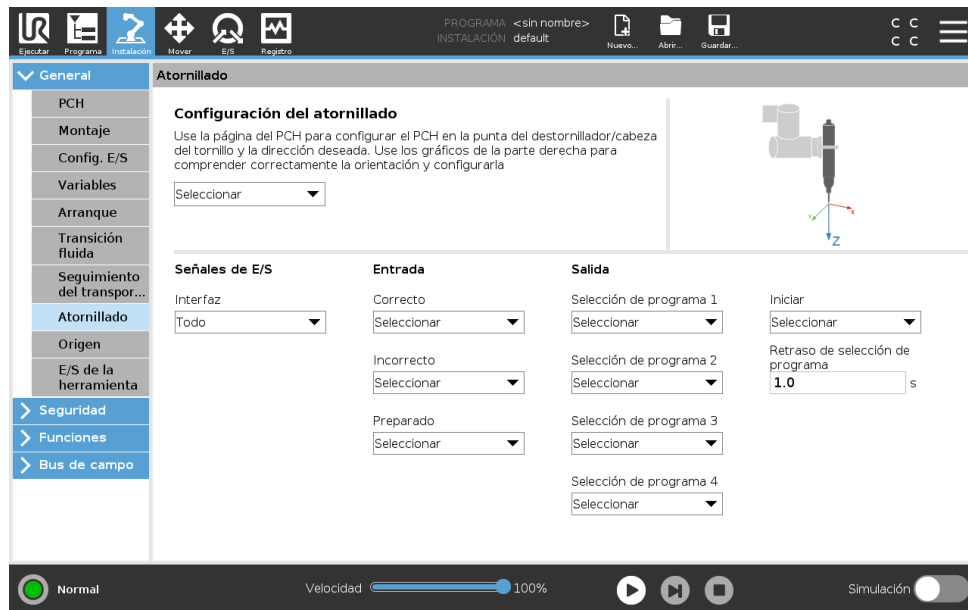 UR
Ejecutar
Programa
Instalación
Mover
E/S
Registro
PROGRAMA <sin nombre>
INSTALACIÓN default
Nuevo...
Abrir...
Guardar...
C C
C C
General
PCH
Montaje
Config. E/S
Variables
Arranque
Transición
fluida
Seguimiento
del transpor...
Atornillado
Origen
E/S de la
herramienta
Seguridad
Funciones
Bus de campo
Atornillado
Configuración del atornillado
Use la página del PCH para configurar el PCH en la punta del destornillador/cabeza
del tornillo y la dirección deseada. Use los gráficos de la parte derecha para
comprender correctamente la orientación y configurarla
Seleccionar
Y
X
Z
Señales de E/S
Interfaz
Todo
Entrada
Correcto
Seleccionar
Incorrecto
Seleccionar
Preparado
Seleccionar
Salida
Selección de programa 1
Seleccionar
Selección de programa 2
Seleccionar
Selección de programa 3
Seleccionar
Selección de programa 4
Seleccionar
Iniciar
Seleccionar
Retraso de selección de
programa
1.0 s
Normal
Velocidad
100%
Simulación